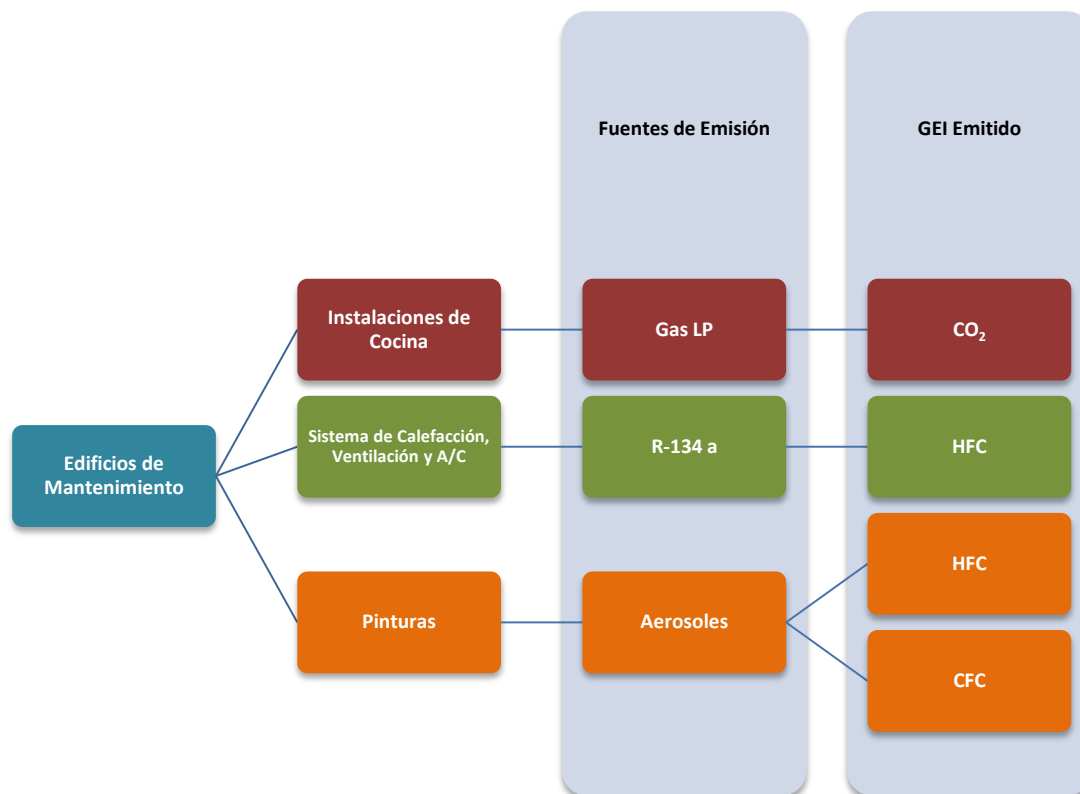 Fuentes de Emisión
GEI Emitido
Edificios de
Mantenimiento
Instalaciones de
Cocina
Gas LP
CO₂
Sistema de Calefacción,
Ventilación y A/C
R-134 a
HFC
Pinturas
Aerosoles
HFC
CFC